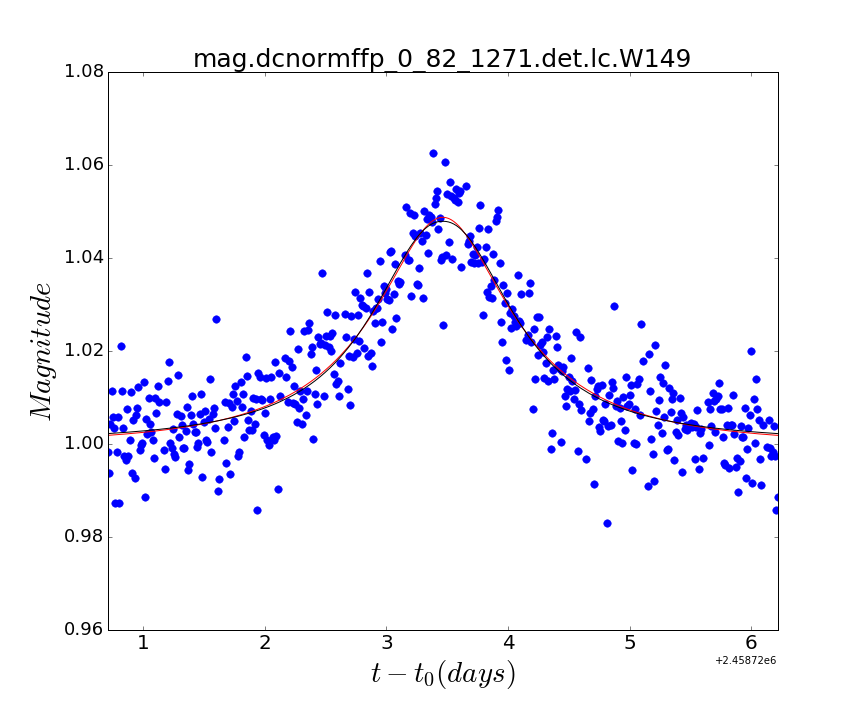 mag.dcnormffp_0_82_1271.det.lc.W149
1.08
1.06
1.04
1.02
1.00
0.98
0.96
Magnitude
1 2 3 4 5 6
+2.45872e6
t − t₀(days)